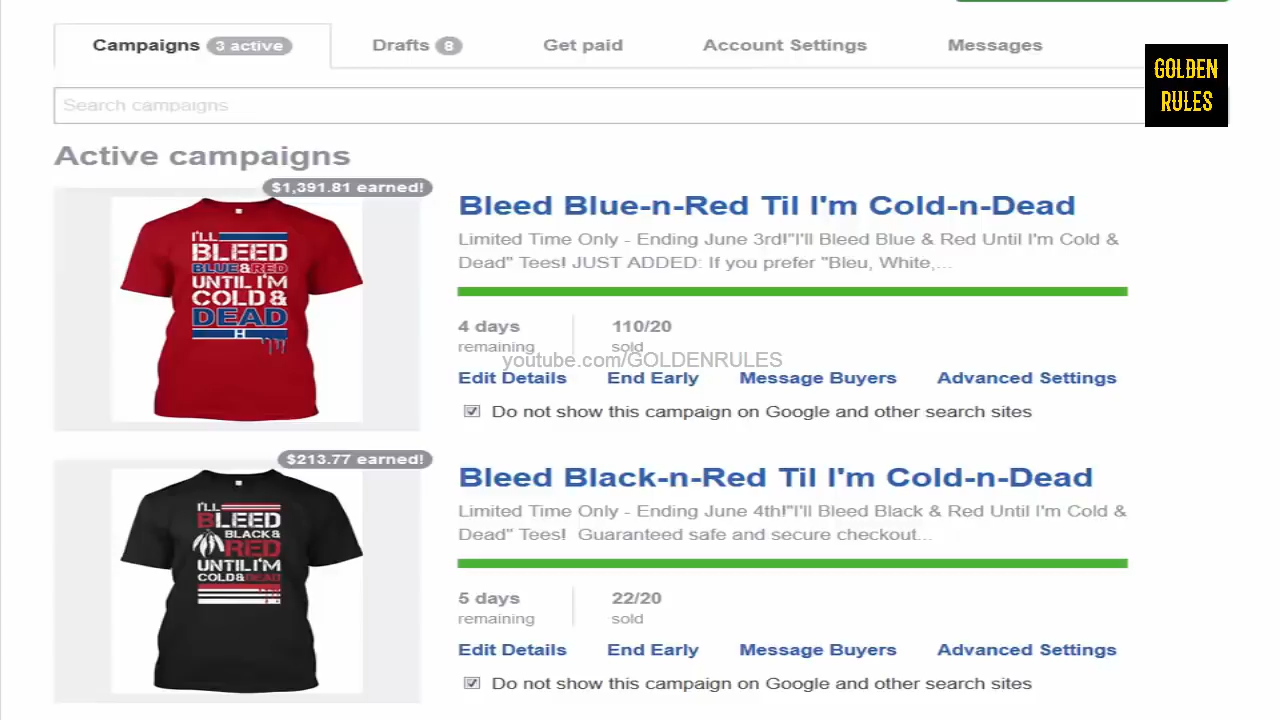 Campaigns 3 active
Drafts 8
Get paid
Account Settings
Messages
GOLDEN
RULES
Search campaigns
Active campaigns
$1,391.81 earned!
I'LL
BLEED
BLUE&RED
UNTIL I'M
COLD &
DEAD
H
Bleed Blue-n-Red Til I'm Cold-n-Dead
Limited Time Only - Ending June 3rd!"I'll Bleed Blue & Red Until I'm Cold &
Dead" Tees! JUST ADDED: If you prefer "Bleu, White,...
4 days
remaining
110/20
sold
youtube.com/GOLDENRULES
Edit Details
End Early
Message Buyers
Advanced Settings
Do not show this campaign on Google and other search sites
$213.77 earned!
I'LL
BLEED
BLACK&
RED
UNTIL I'M
COLD&DEAD
Bleed Black-n-Red Til I'm Cold-n-Dead
Limited Time Only - Ending June 4th!"I'll Bleed Black & Red Until I'm Cold &
Dead" Tees! Guaranteed safe and secure checkout...
5 days
remaining
22/20
sold
Edit Details
End Early
Message Buyers
Advanced Settings
Do not show this campaign on Google and other search sites